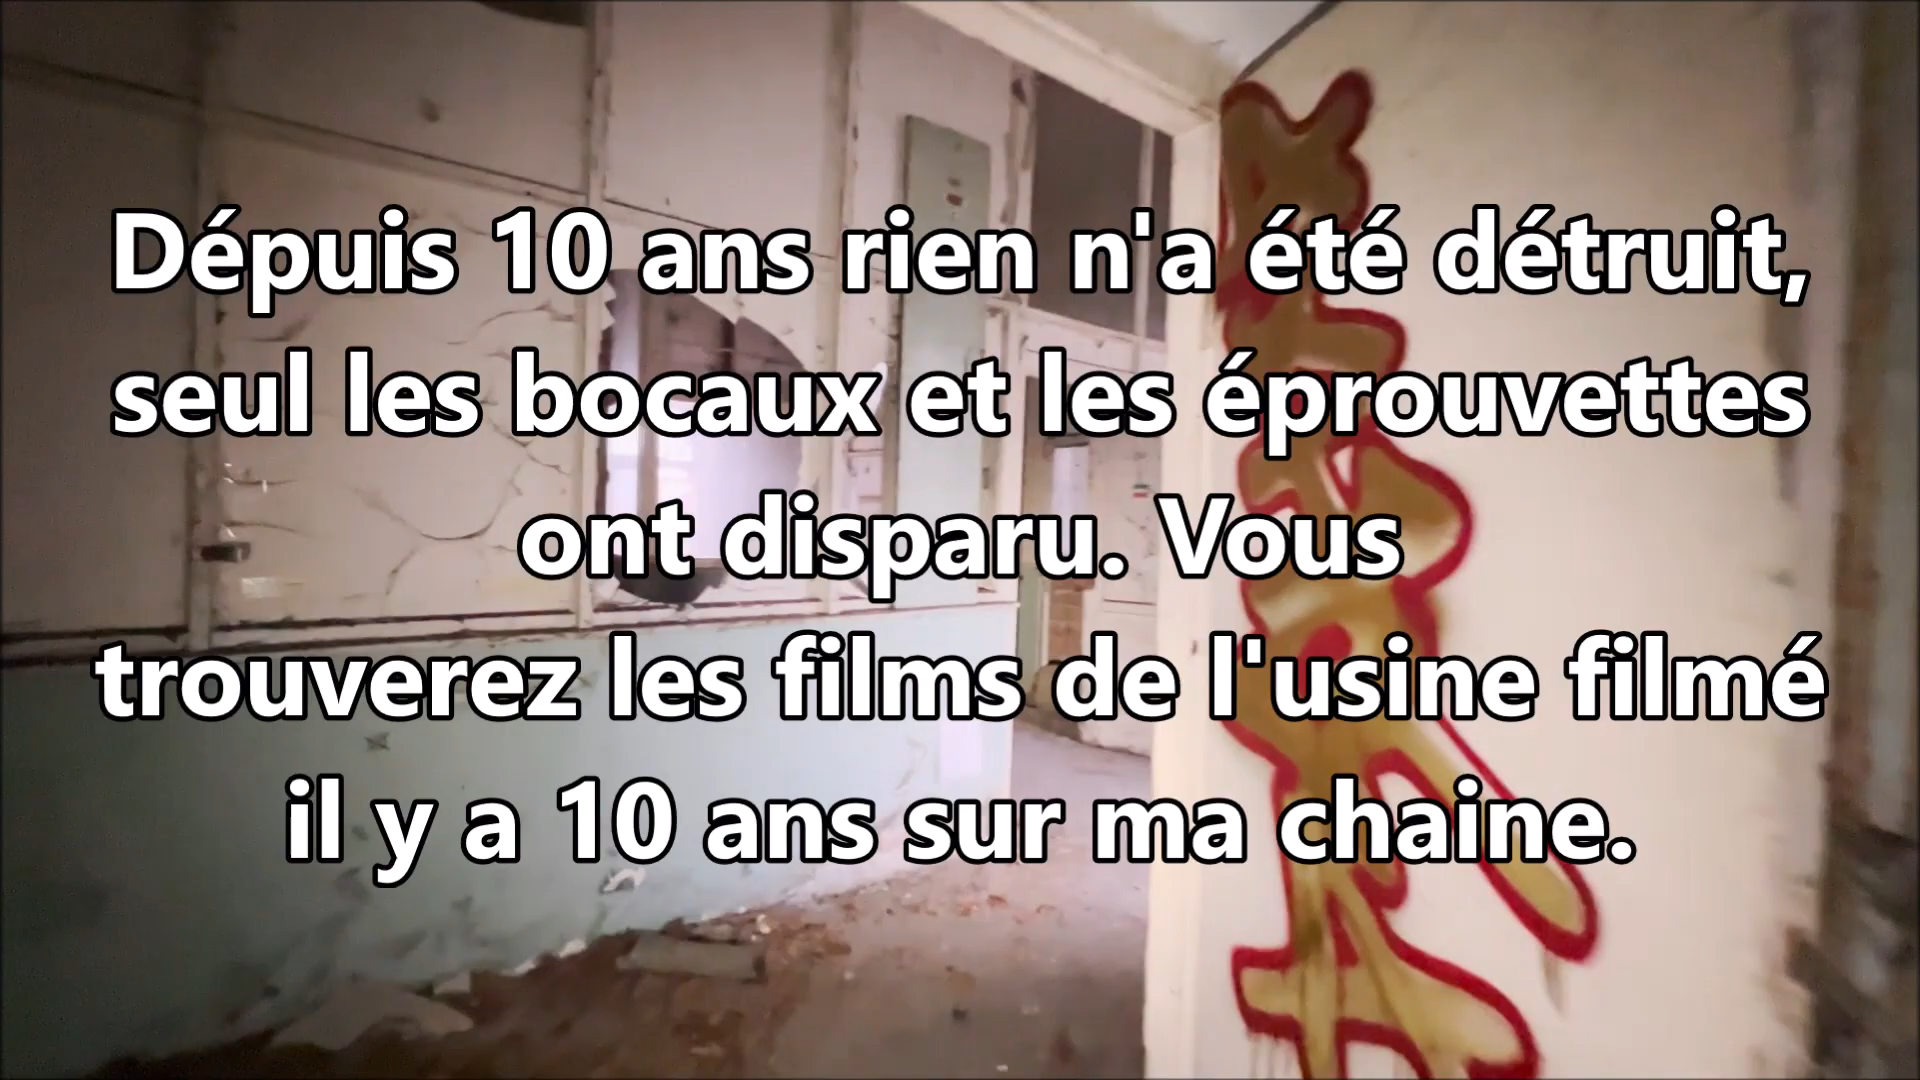 Dépuis 10 ans rien n'a été détruit,
seul les bocaux et les éprouvettes
ont disparu. Vous
trouverez les films de l'usine filmé
il y a 10 ans sur ma chaine.